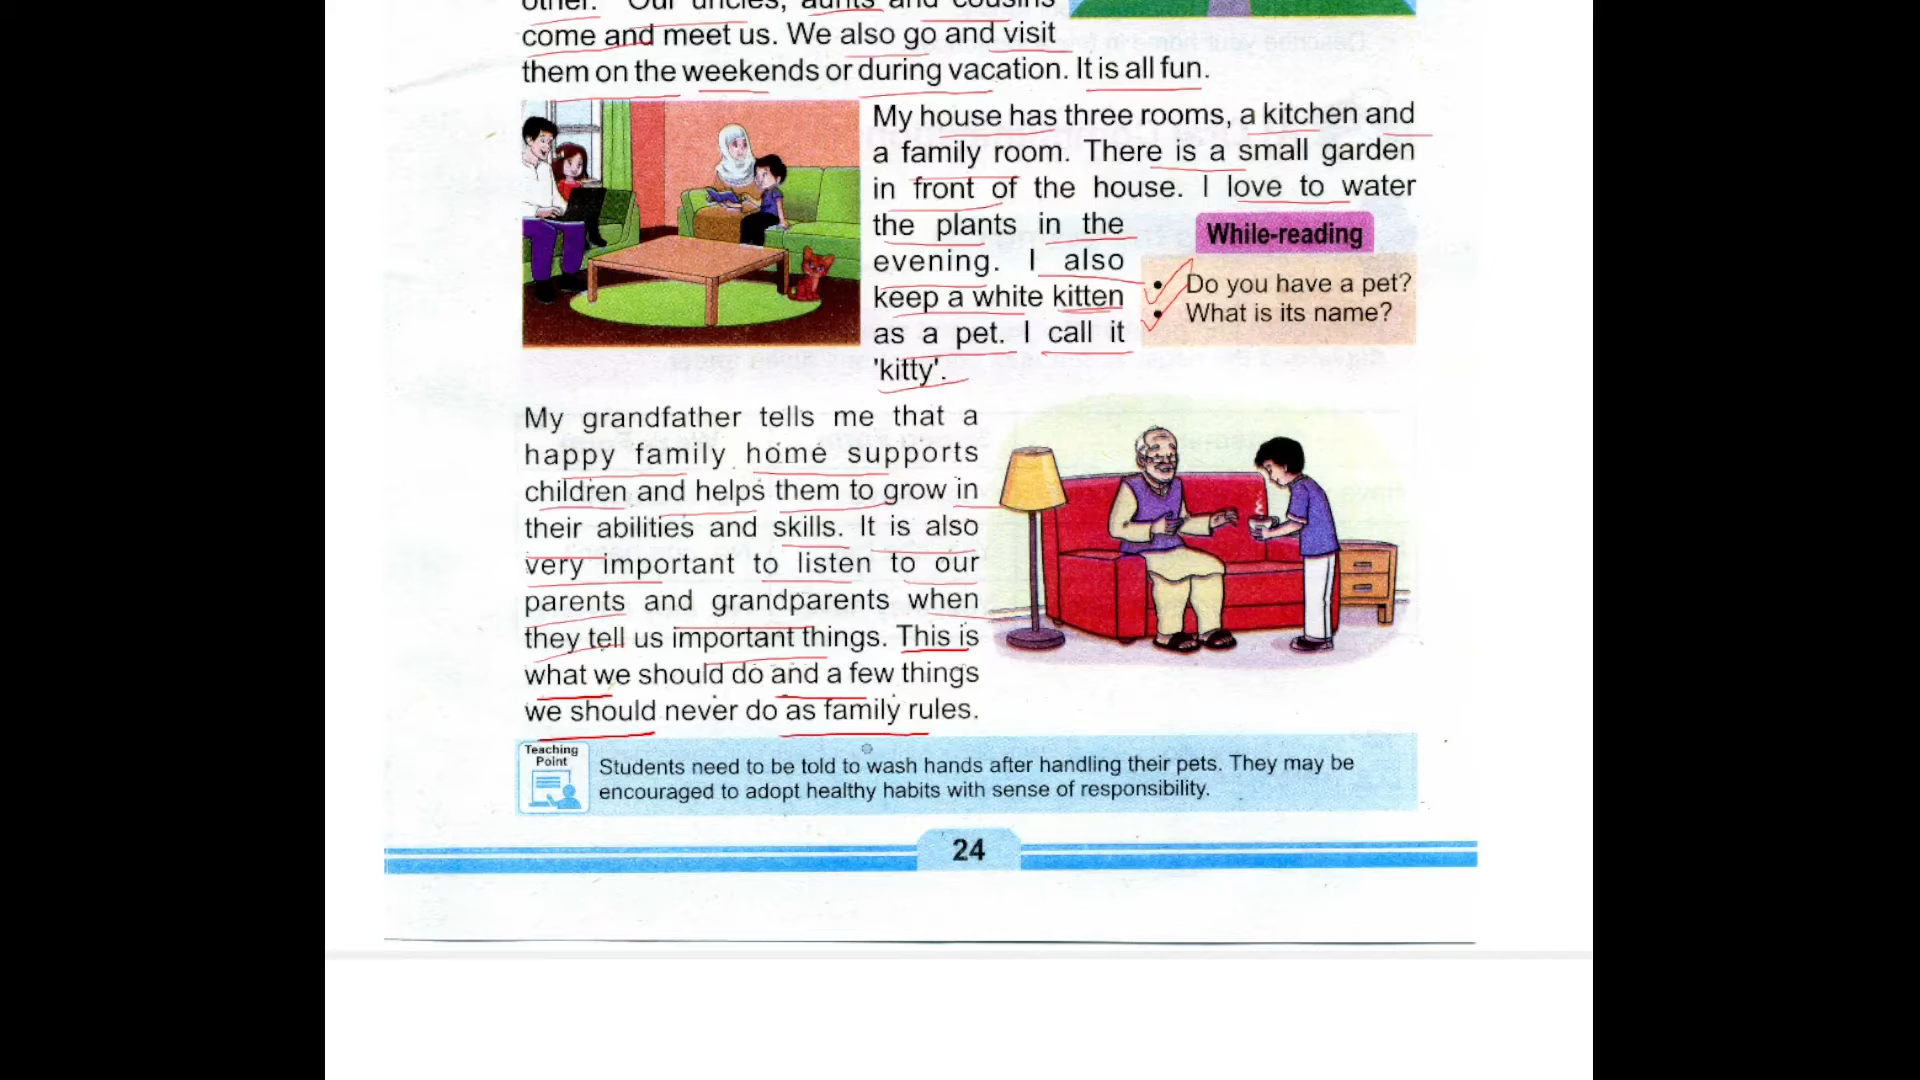 other. Our uncles, aunts and cousins
come and meet us. We also go and visit
them on the weekends or during vacation. It is all fun.
My house has three rooms, a kitchen and
a family room. There is a small garden
in front of the house. I love to water
the plants in the
evening. I also
keep a white kitten
as a pet. I call it
'kitty'.
While-reading
• Do you have a pet?
• What is its name?
My grandfather tells me that a
happy family home supports
children and helps them to grow in
their abilities and skills. It is also
very important to listen to our
parents and grandparents when
they tell us important things. This is
what we should do and a few things
we should never do as family rules.
Teaching
Point
Students need to be told to wash hands after handling their pets. They may be
encouraged to adopt healthy habits with sense of responsibility.
24